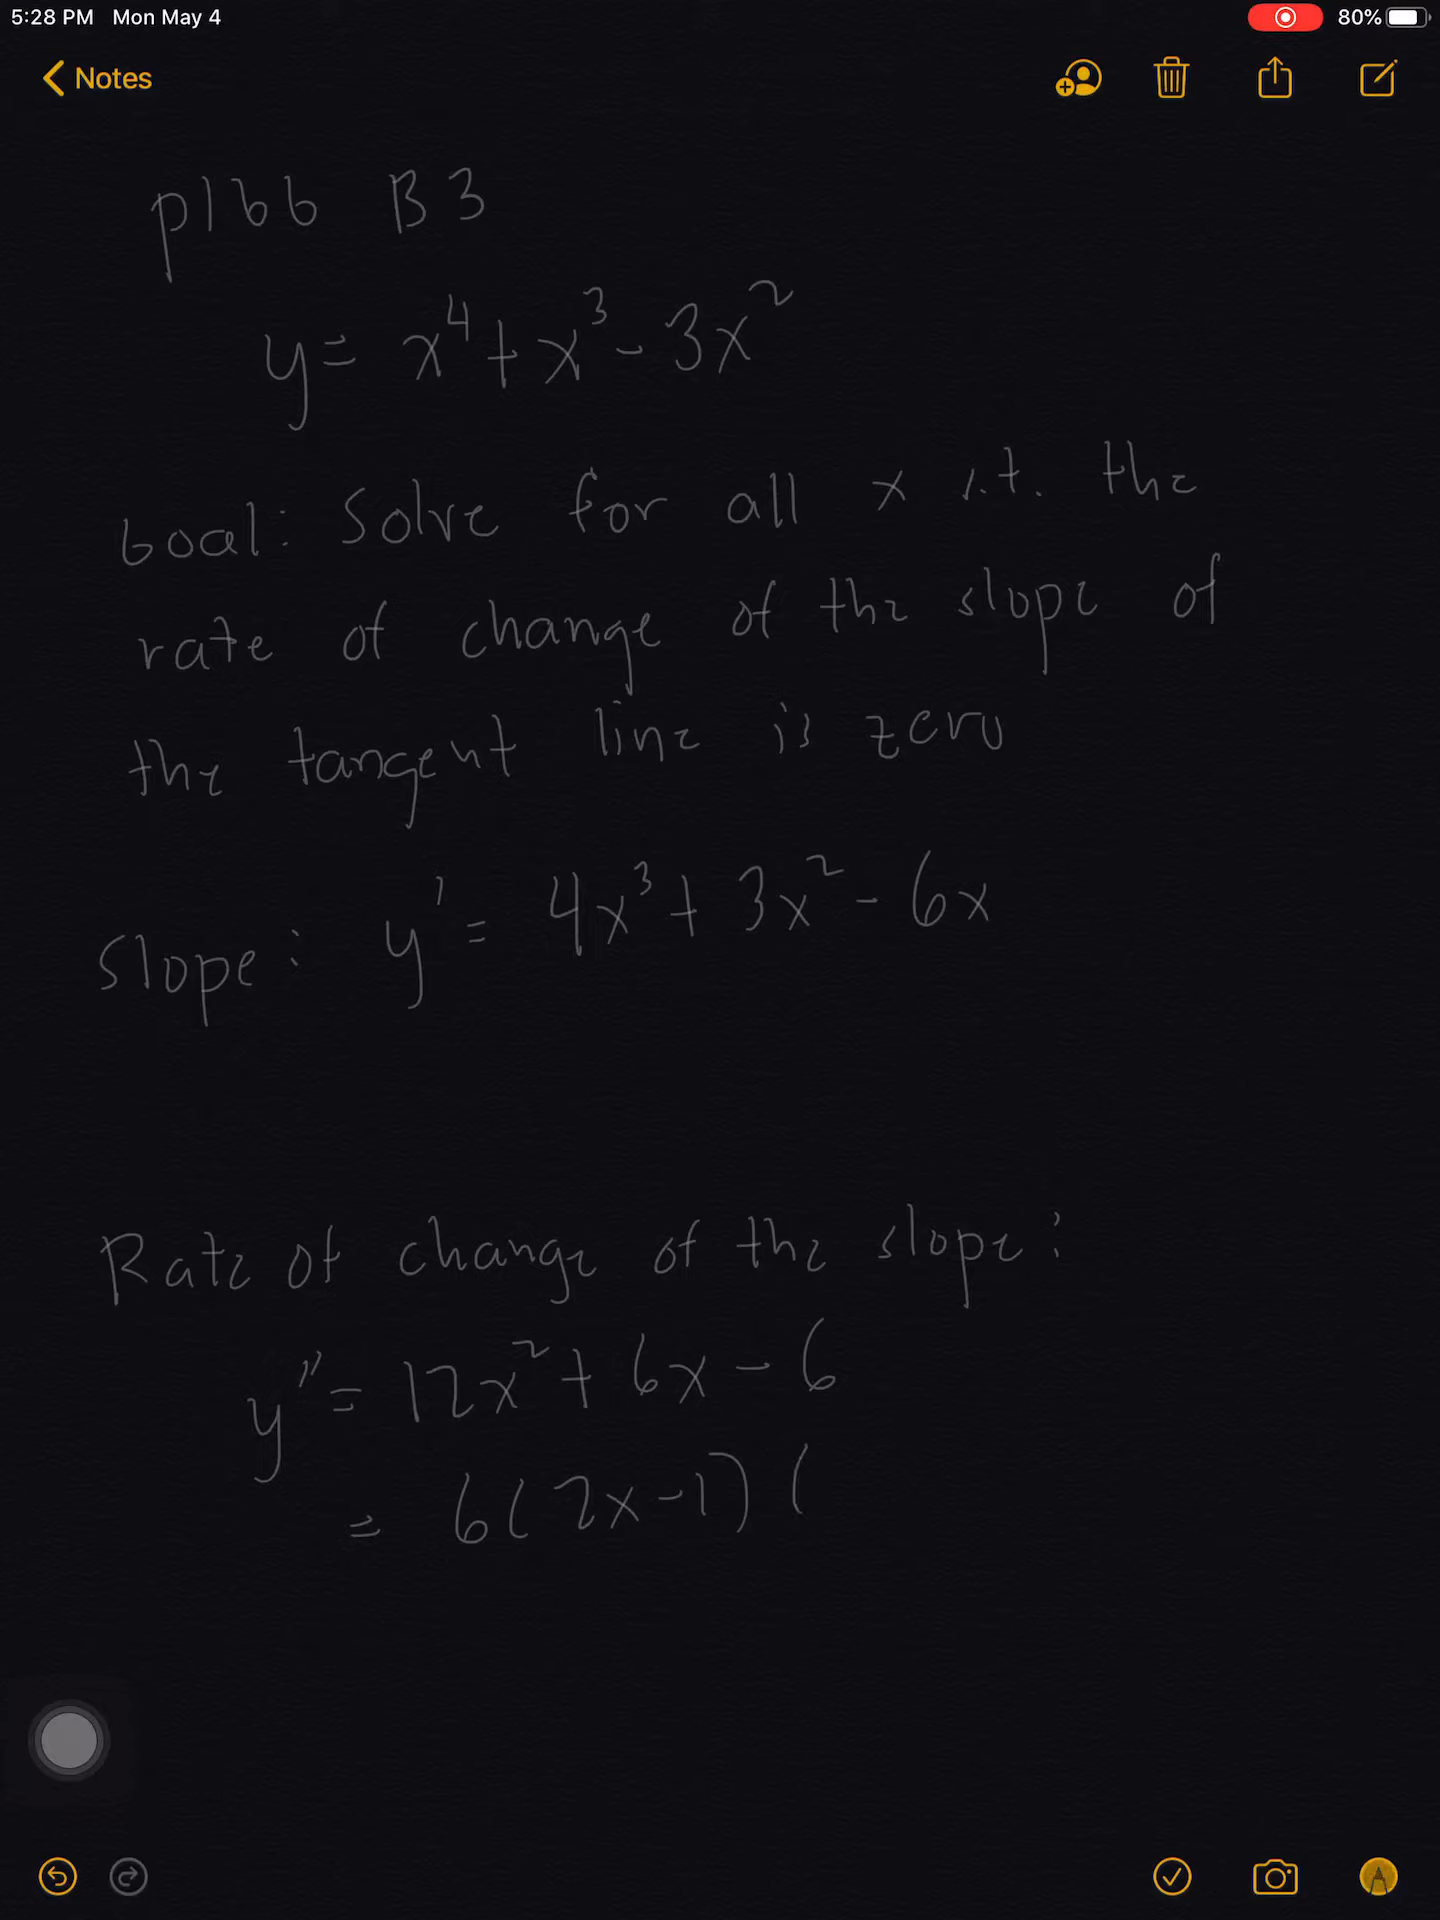 5:28 PM Mon May 4 80%
Notes
p166 B3
y = x⁴ + x³ - 3x²
Goal: Solve for all x s.t. the
rate of change of the slope of
the tangent line is zero
Slope: y' = 4x³ + 3x² - 6x
Rate of change of the slope:
y'' = 12x² + 6x - 6
= 6(2x-1)(